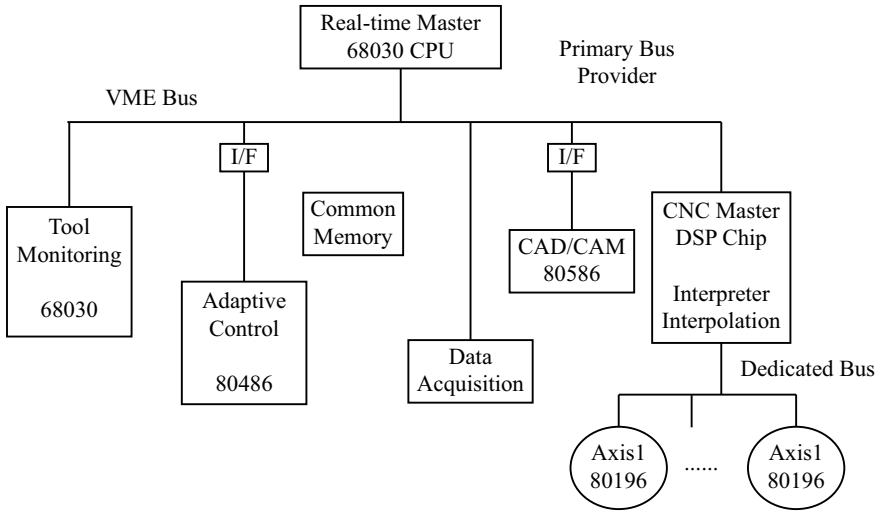 Real-time Master
68030 CPU
Primary Bus
Provider
VME Bus
I/F
I/F
Tool
Monitoring
68030
Common
Memory
CNC Master
DSP Chip
Interpreter
Interpolation
CAD/CAM
80586
Adaptive
Control
80486
Data
Acquisition
Dedicated Bus
Axis1
80196
......
Axis1
80196